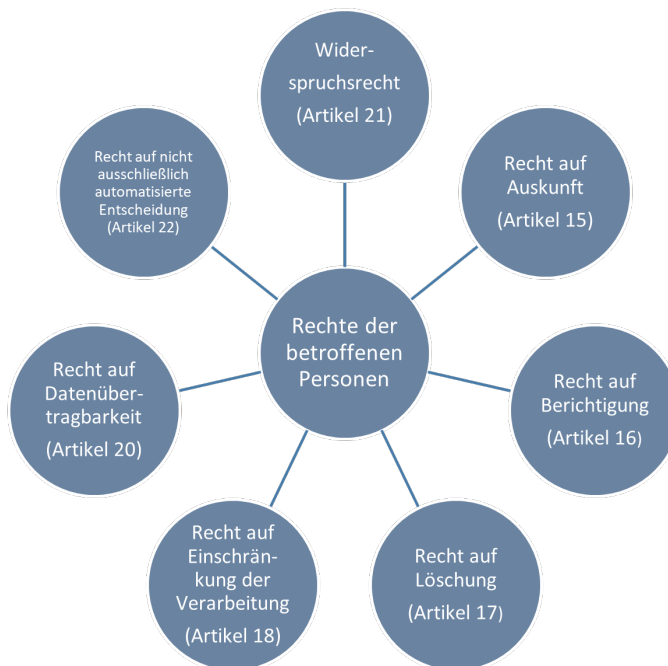 Wider-
spruchsrecht
(Artikel 21)
Recht auf
Auskunft
(Artikel 15)
Recht auf
Berichtigung
(Artikel 16)
Recht auf
Löschung
(Artikel 17)
Recht auf
Einschrän-
kung der
Verarbeitung
(Artikel 18)
Recht auf
Datenüber-
tragbarkeit
(Artikel 20)
Recht auf nicht
ausschließlich
automatisierte
Entscheidung
(Artikel 22)
Rechte der
betroffenen
Personen